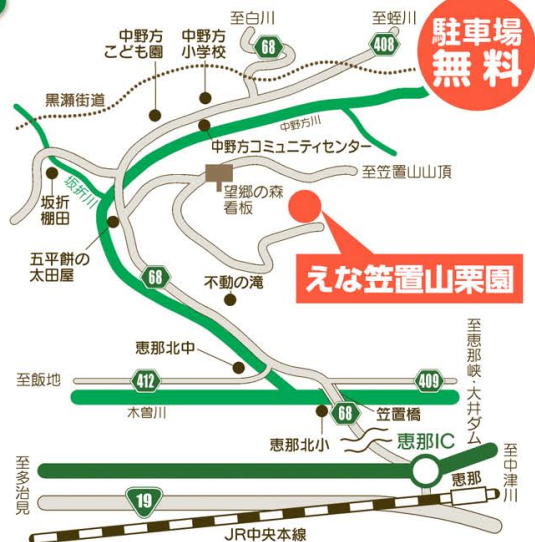 至白川
至蛭川
駐車場
無料
中野方
こども園
中野方
小学校
68
408
黒瀬街道
中野方川
中野方コミュニティセンター
至笠置山山頂
望郷の森
看板
坂折川
坂折
棚田
五平餅の
太田屋
えな笠置山栗園
68
不動の滝
恵那北中
至飯地
412
409
木曽川
68
笠置橋
恵那北小
至恵那峡・大井ダム
恵那IC
至多治見
至中津川
恵那
19
JR中央本線